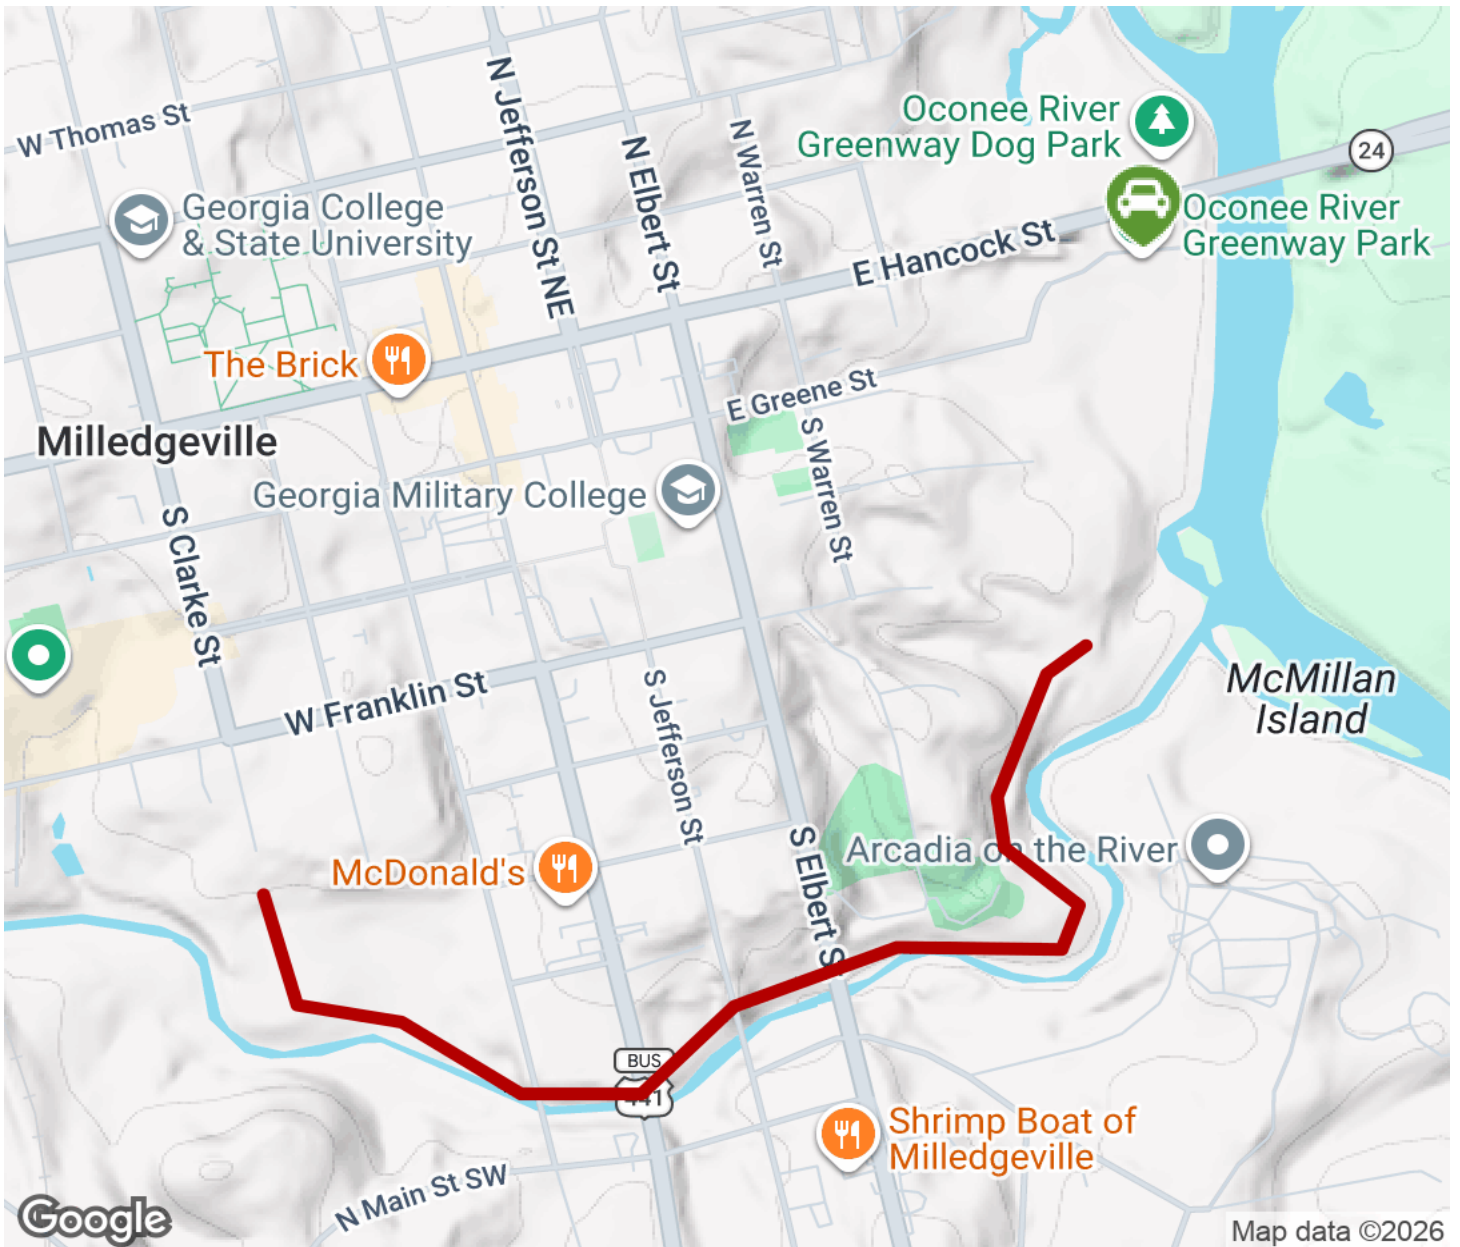 W Thomas St
N Jefferson St NE
N Elbert St
N Warren St
Oconee River
Greenway Dog Park
24
Georgia College
& State University
Oconee River
Greenway Park
E Hancock St
The Brick
E Greene St
Milledgeville
S Warren St
Georgia Military College
S Clarke St
W Franklin St
S Jefferson St
McMillan
Island
McDonald's
S Elbert S
Arcadia on the River
BUS
441
Shrimp Boat of
Milledgeville
N Main St SW
Google
Map data ©2026